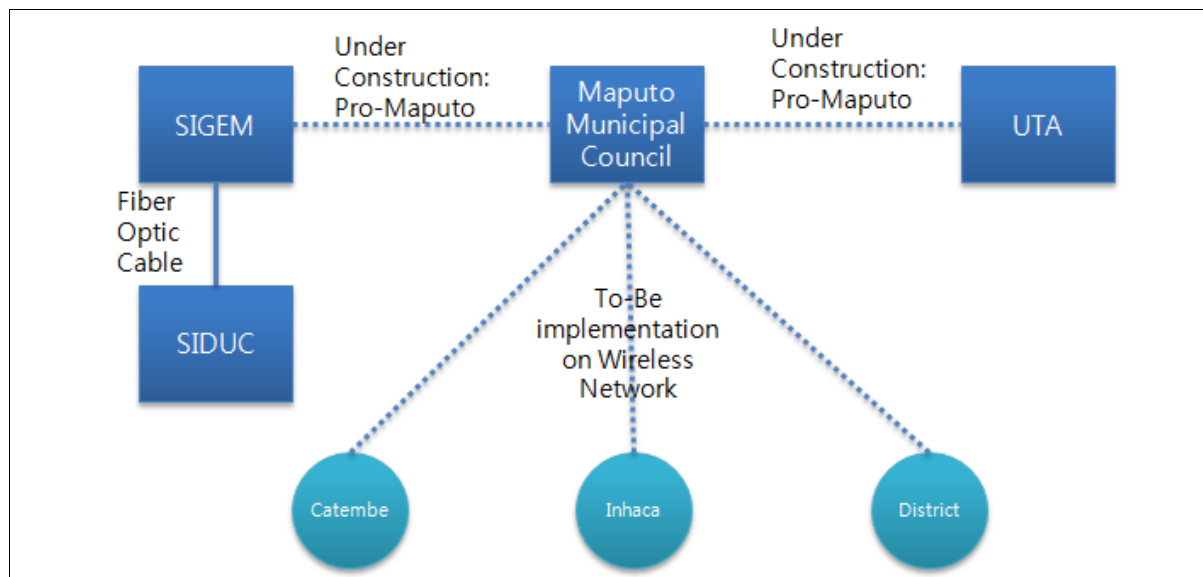 Under
Construction:
Pro-Maputo
Under
Construction:
Pro-Maputo
SIGEM
Maputo
Municipal
Council
UTA
Fiber
Optic
Cable
SIDUC
To-Be
implementation
on Wireless
Network
Catembe
Inhaca
District